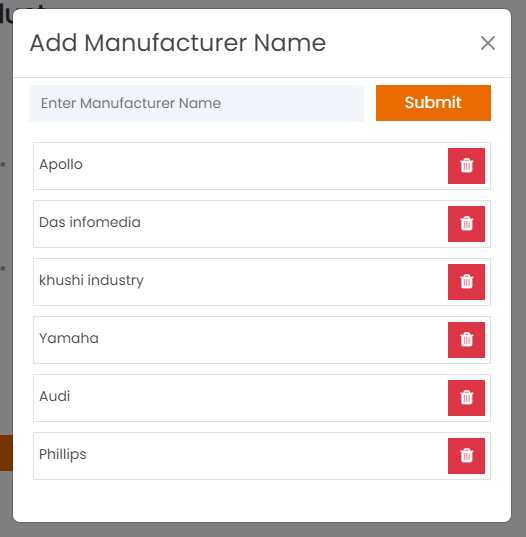 Add Manufacturer Name
Enter Manufacturer Name
Submit
Apollo
Das infomedia
khushi industry
Yamaha
Audi
Phillips